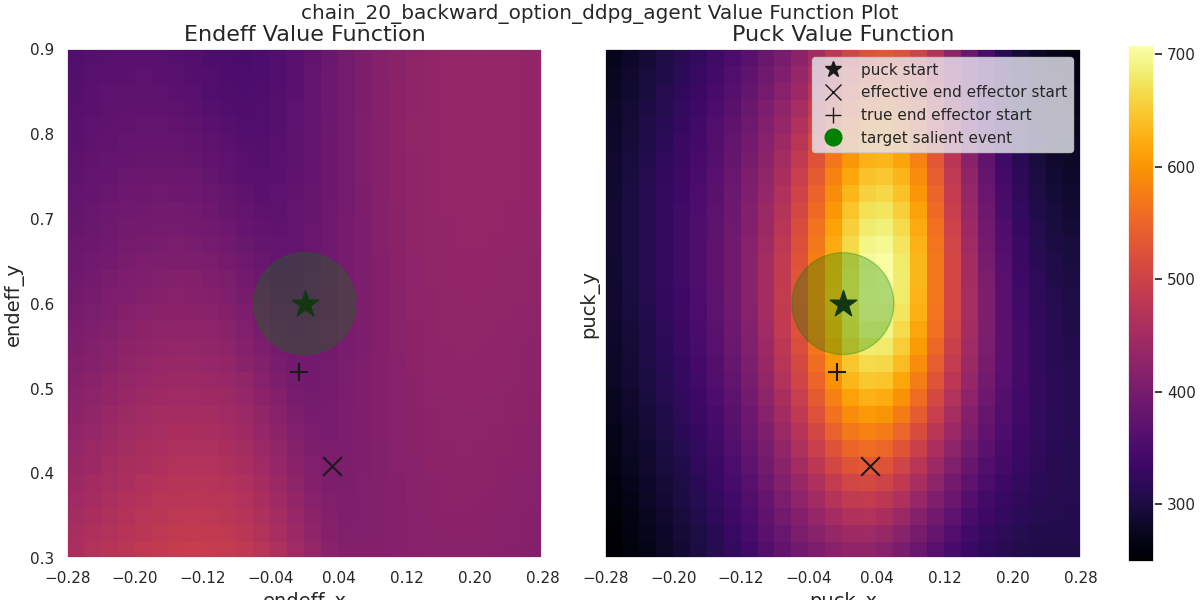 chain_20_backward_option_ddpg_agent Value Function Plot
Endeff Value Function
Puck Value Function
puck start
effective end effector start
true end effector start
target salient event
endeff_y
0.9
0.8
0.7
0.6
0.5
0.4
0.3
−0.28 −0.20 −0.12 −0.04 0.04 0.12 0.20 0.28
endeff_x
puck_y
−0.28 −0.20 −0.12 −0.04 0.04 0.12 0.20 0.28
puck_x
700
600
500
400
300